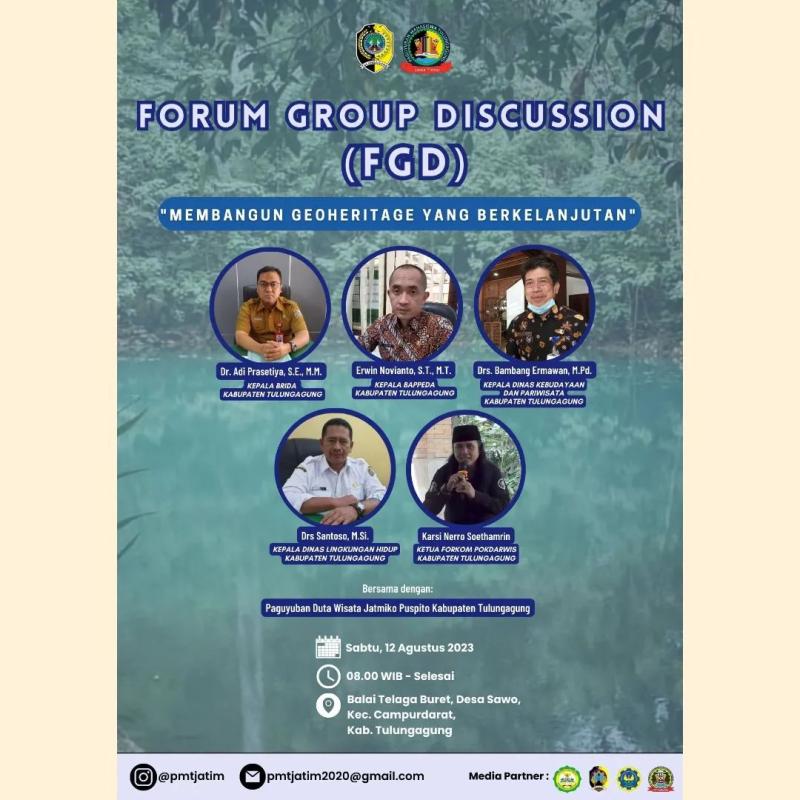 FORUM GROUP DISCUSSION
(FGD)
"MEMBANGUN GEOHERITAGE YANG BERKELANJUTAN"
Dr. Adi Prasetiya, S.E., M.M.
KEPALA BRIDA
KABUPATEN TULUNGAGUNG
Erwin Novianto, S.T., M.T.
KEPALA BAPPEDA
KABUPATEN TULUNGAGUNG
Drs. Bambang Ermawan, M.Pd.
KEPALA DINAS KEBUDAYAAN
DAN PARIWISATA
KABUPATEN TULUNGAGUNG
Drs Santoso, M.Si.
KEPALA DINAS LINGKUNGAN HIDUP
KABUPATEN TULUNGAGUNG
Karsi Nerro Soethamrin
KETUA FORKOM POKDARWIS
KABUPATEN TULUNGAGUNG
Bersama dengan:
Paguyuban Duta Wisata Jatmiko Puspito Kabupaten Tulungagung
Sabtu, 12 Agustus 2023
08.00 WIB - Selesai
Balai Telaga Buret, Desa Sawo,
Kec. Campurdarat,
Kab. Tulungagung
@pmtjatim
pmtjatim2020@gmail.com
Media Partner :